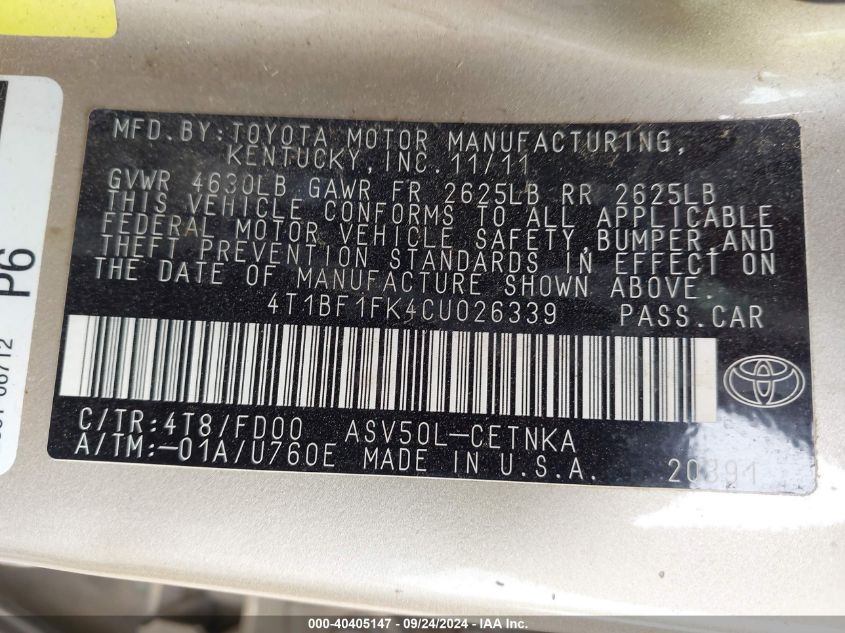 MFD.BY:TOYOTA MOTOR MANUFACTURING,
KENTUCKY,INC.11/11
GVWR 4630LB GAWR FR 2625LB RR 2625LB
THIS VEHICLE CONFORMS TO ALL APPLICABLE
FEDERAL MOTOR VEHICLE SAFETY,BUMPER AND
THEFT PREVENTION STANDARDS IN EFFECT ON
THE DATE OF MANUFACTURE SHOWN ABOVE.
4T1BF1FK4CU026339 PASS.CAR
C/TR:4T8/FD00 ASV50L-CETNKA
A/TM:-01A/U760E MADE IN U.S.A.
P6
000-40405147 - 09/24/2024 - IAA Inc.